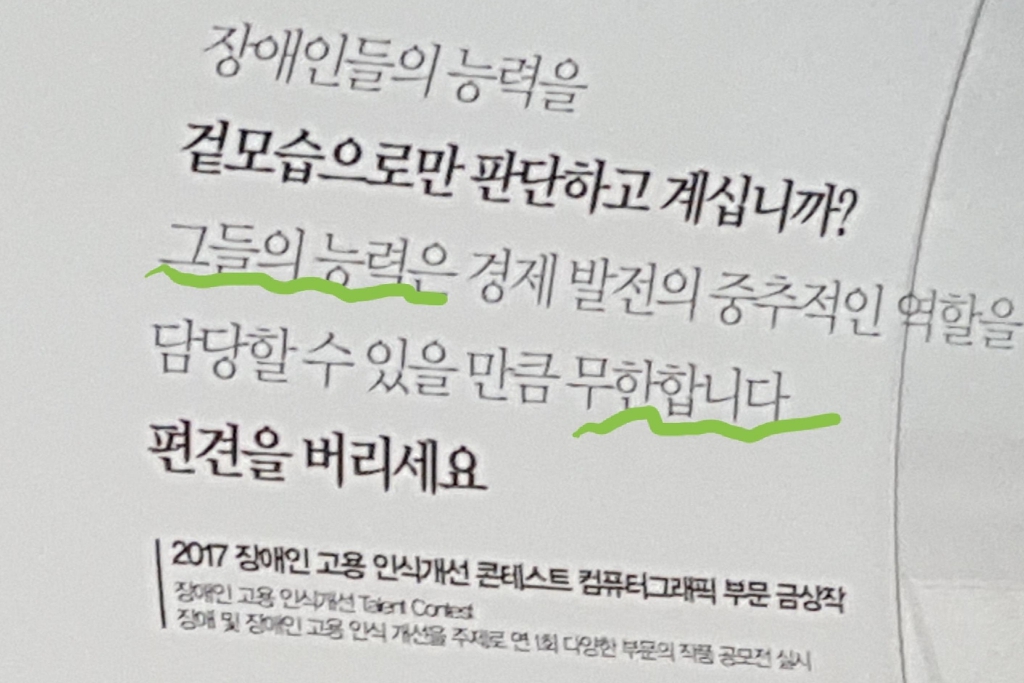 장애인들의 능력을
겉모습으로만 판단하고 계십니까?
그들의 능력은 경제 발전의 중추적인 역할을
담당할 수 있을 만큼 무한합니다
편견을 버리세요
2017 장애인 고용 인식개선 콘테스트 컴퓨터그래픽 부문 금상작
장애인 고용 인식개선 Talent Contest
장애 및 장애인 고용 인식 개선을 주제로 연 1회 다양한 부문의 작품 공모전 실시